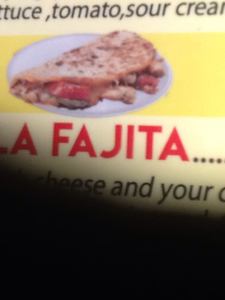 ttuce ,tomato,sour crea
LA FAJITA.....
cheese and your c